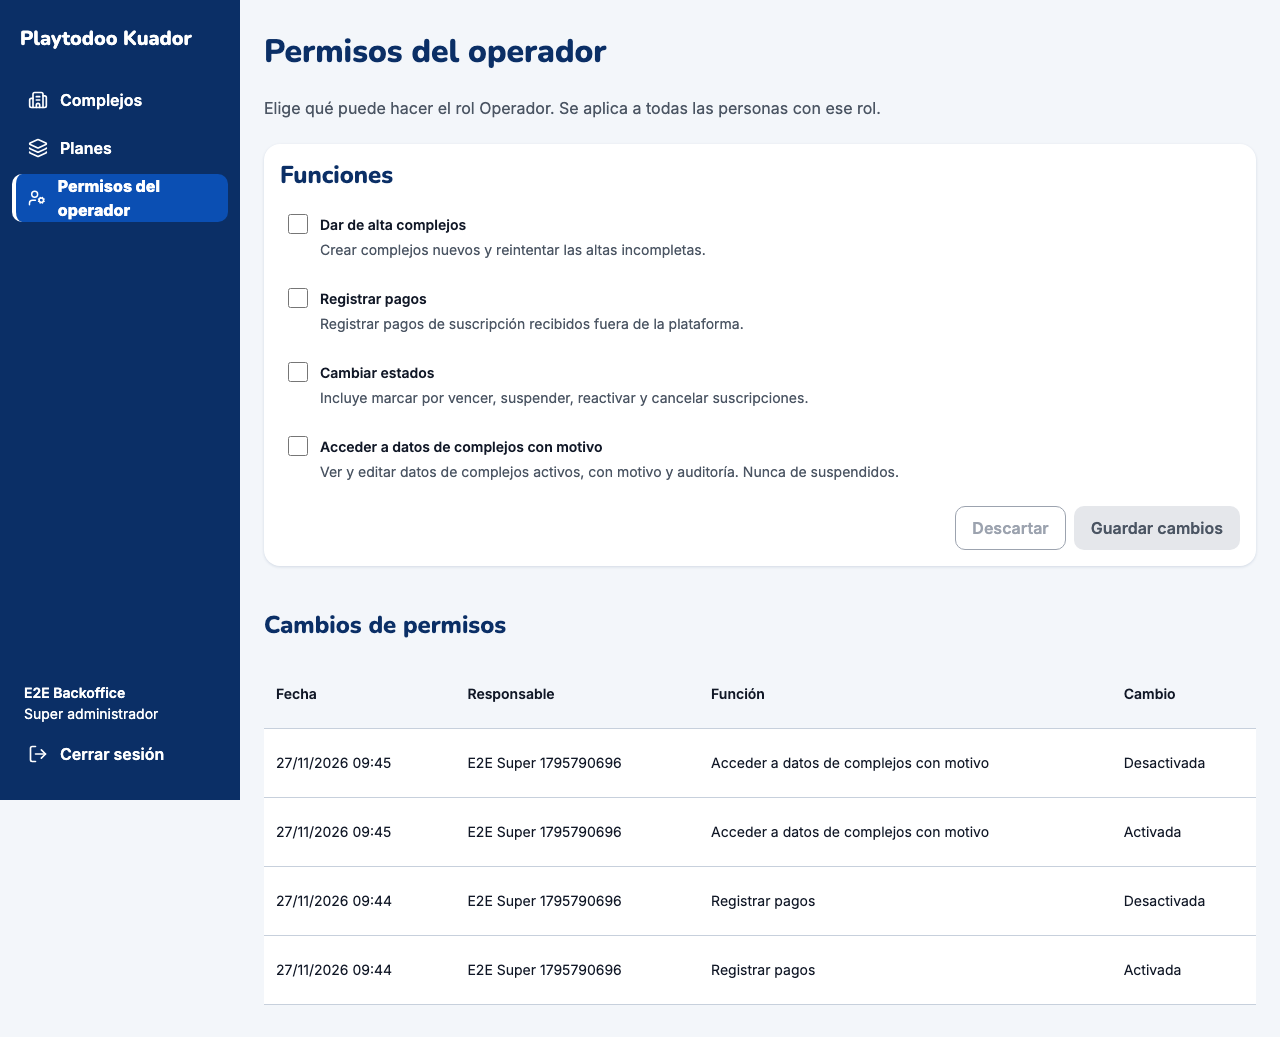 Playtodoo Kuador
Complejos
Planes
Permisos del
operador
E2E Backoffice
Super administrador
Cerrar sesión
Permisos del operador
Elige qué puede hacer el rol Operador. Se aplica a todas las personas con ese rol.
Funciones
Dar de alta complejos
Crear complejos nuevos y reintentar las altas incompletas.
Registrar pagos
Registrar pagos de suscripción recibidos fuera de la plataforma.
Cambiar estados
Incluye marcar por vencer, suspender, reactivar y cancelar suscripciones.
Acceder a datos de complejos con motivo
Ver y editar datos de complejos activos, con motivo y auditoría. Nunca de suspendidos.
Descartar Guardar cambios
Cambios de permisos
Fecha Responsable Función Cambio
27/11/2026 09:45 E2E Super 1795790696 Acceder a datos de complejos con motivo Desactivada
27/11/2026 09:45 E2E Super 1795790696 Acceder a datos de complejos con motivo Activada
27/11/2026 09:44 E2E Super 1795790696 Registrar pagos Desactivada
27/11/2026 09:44 E2E Super 1795790696 Registrar pagos Activada